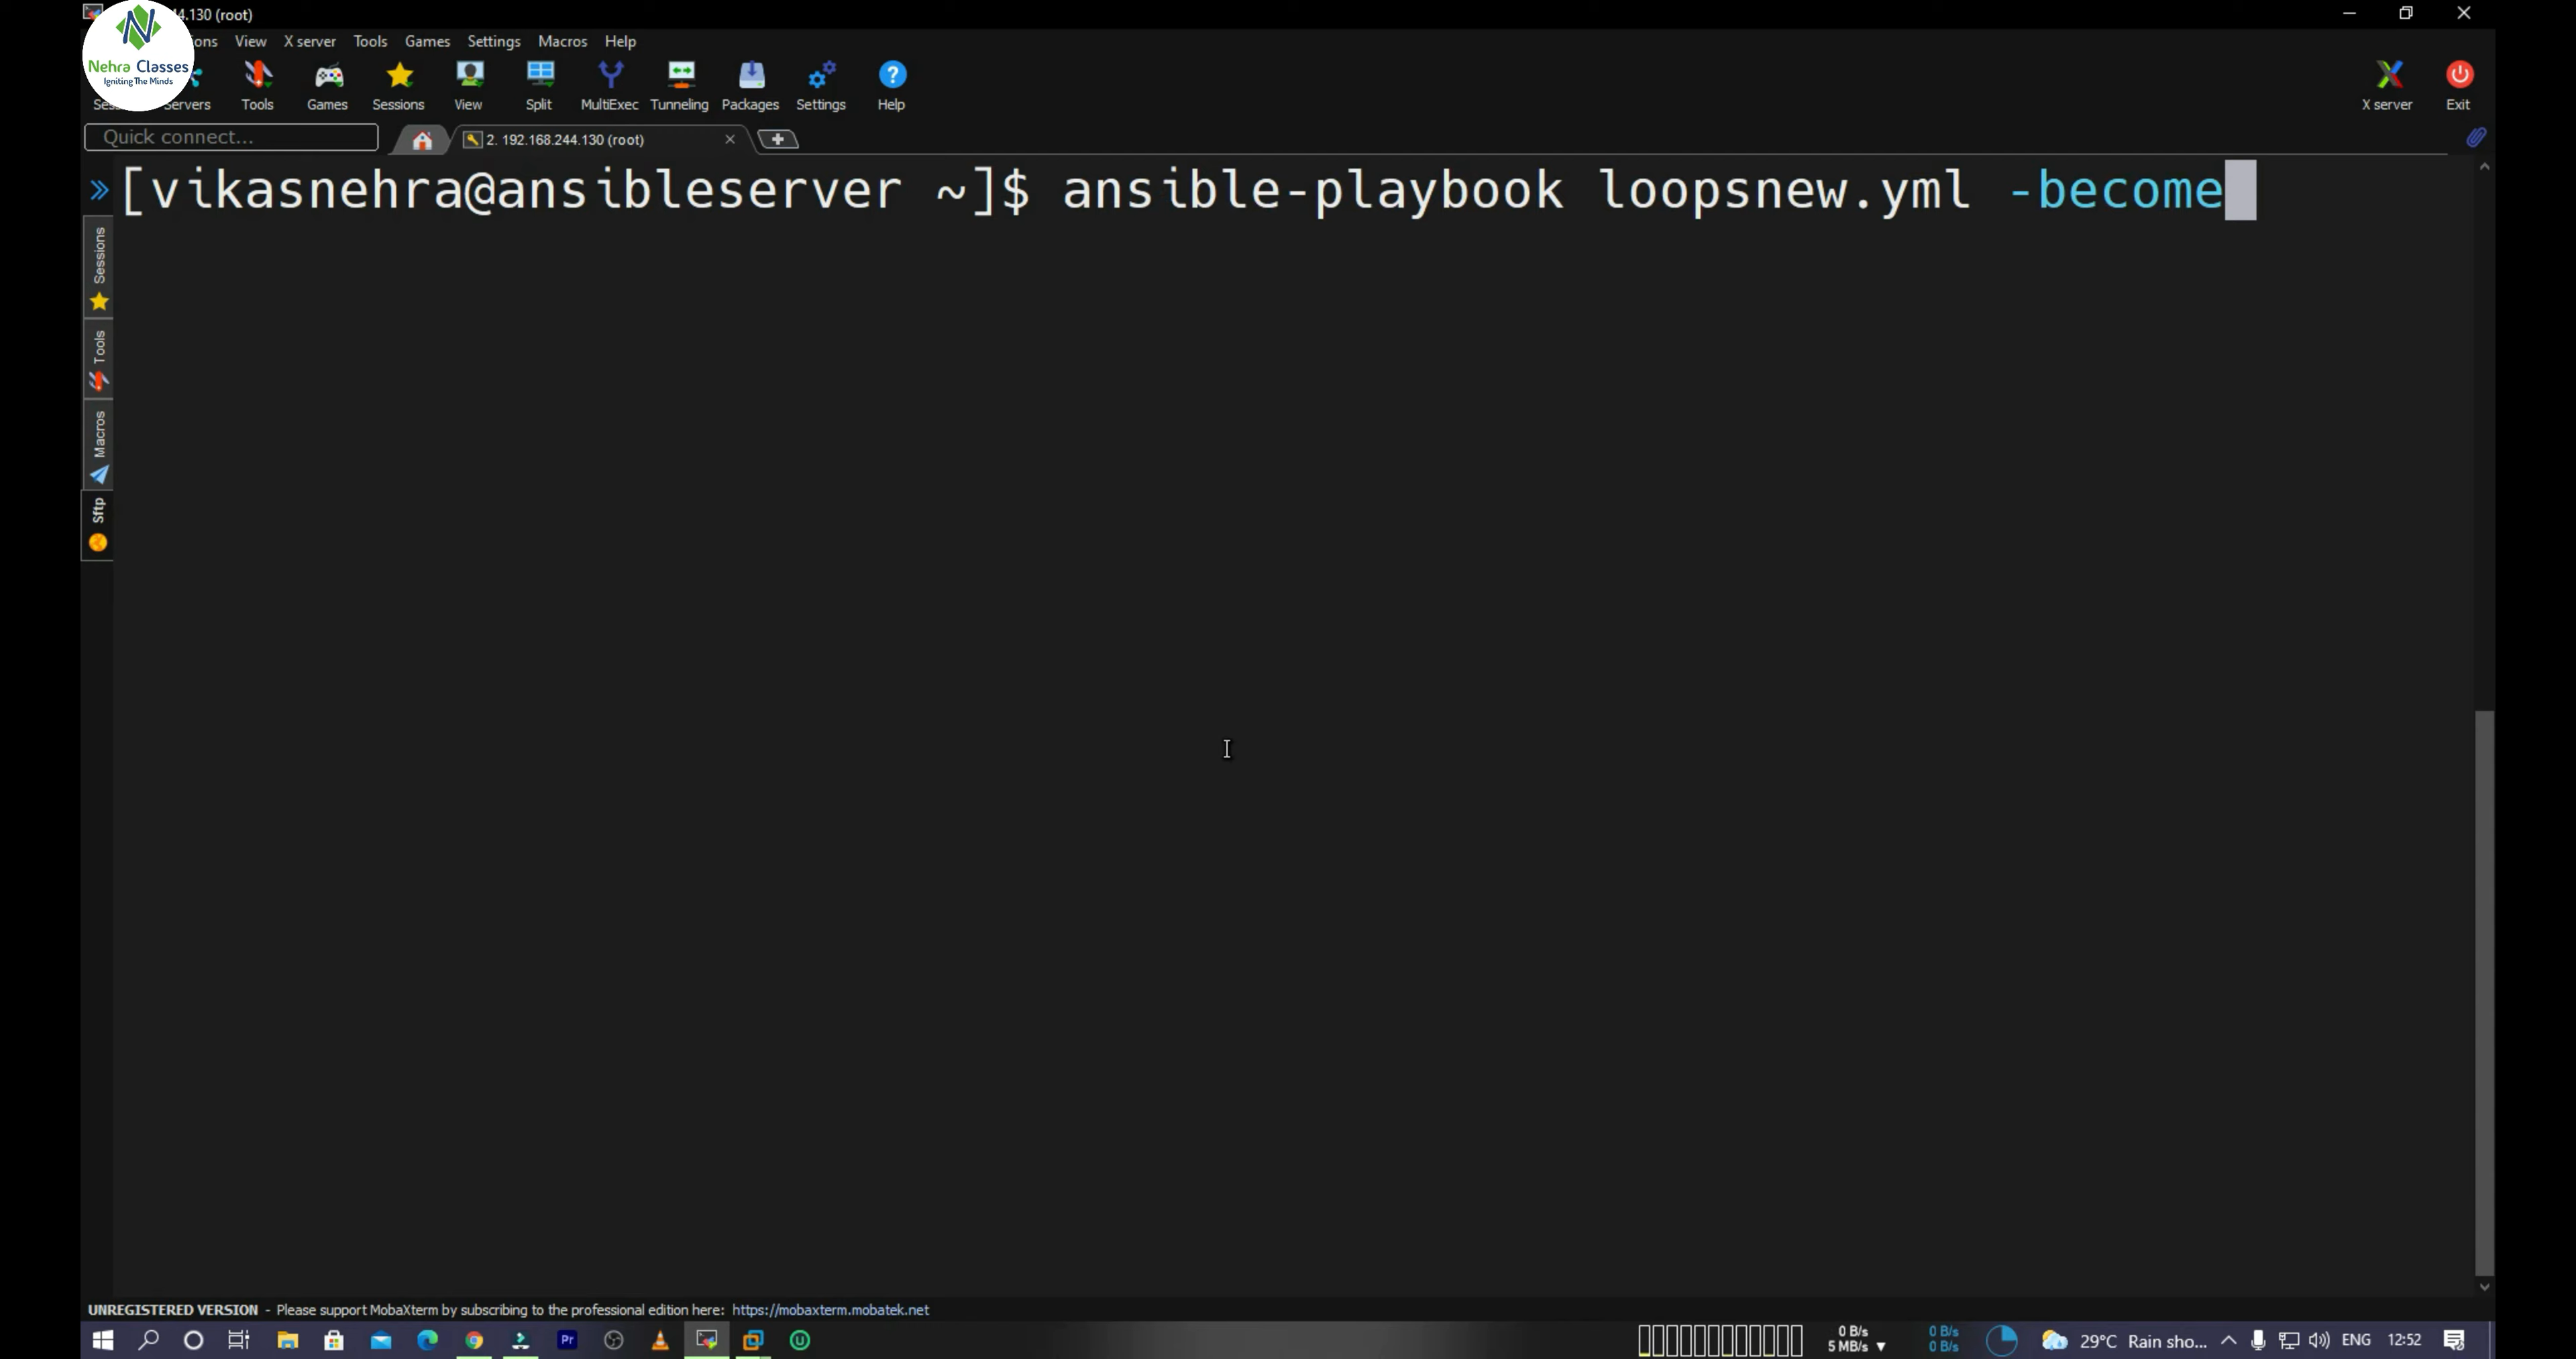 44.130 (root)
ions View X server Tools Games Settings Macros Help
Nehra Classes
Igniting The Minds
Servers Tools Games Sessions View Split MultiExec Tunneling Packages Settings Help X server Exit
Quick connect...
2. 192.168.244.130 (root)
[vikasnehra@ansibleserver ~]$ ansible-playbook loopsnew.yml -become
Sessions
Tools
Macros
Sftp
UNREGISTERED VERSION - Please support MobaXterm by subscribing to the professional edition here: https://mobaxterm.mobatek.net
0 B/s
5 MB/s
0 B/s
0 B/s
29°C Rain sho... ENG 12:52